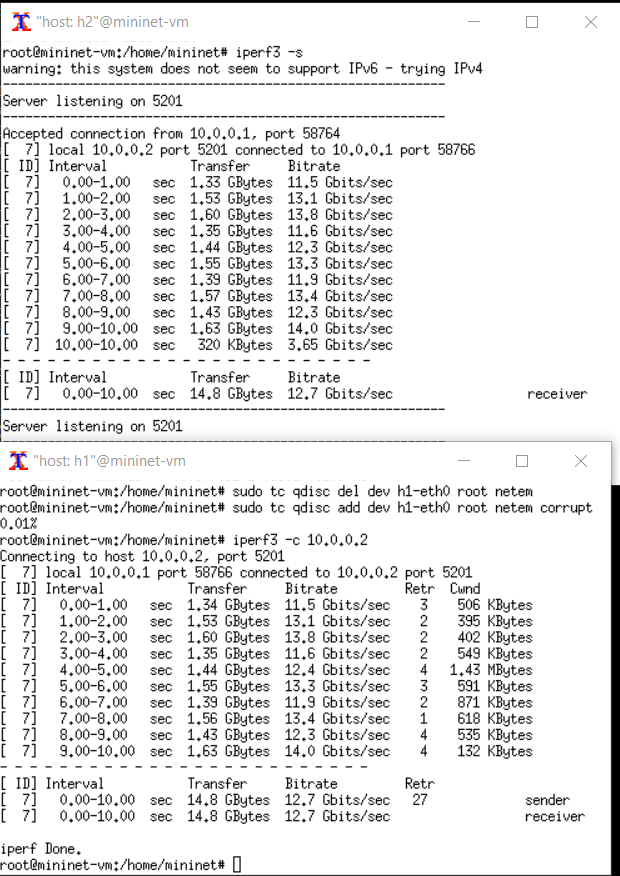 "host: h2"@mininet-vm
root@mininet-vm:/home/mininet# iperf3 -s
warning: this system does not seem to support IPv6 - trying IPv4
-----------------------------------------------------------
Server listening on 5201
-----------------------------------------------------------
Accepted connection from 10.0.0.1, port 58764
[  7] local 10.0.0.2 port 5201 connected to 10.0.0.1 port 58766
[ ID] Interval           Transfer     Bitrate
[  7]   0.00-1.00   sec  1.33 GBytes  11.5 Gbits/sec
[  7]   1.00-2.00   sec  1.53 GBytes  13.1 Gbits/sec
[  7]   2.00-3.00   sec  1.60 GBytes  13.8 Gbits/sec
[  7]   3.00-4.00   sec  1.35 GBytes  11.6 Gbits/sec
[  7]   4.00-5.00   sec  1.44 GBytes  12.3 Gbits/sec
[  7]   5.00-6.00   sec  1.55 GBytes  13.3 Gbits/sec
[  7]   6.00-7.00   sec  1.39 GBytes  11.9 Gbits/sec
[  7]   7.00-8.00   sec  1.57 GBytes  13.4 Gbits/sec
[  7]   8.00-9.00   sec  1.43 GBytes  12.3 Gbits/sec
[  7]   9.00-10.00  sec  1.63 GBytes  14.0 Gbits/sec
[  7]  10.00-10.00  sec   320 KBytes  3.65 Gbits/sec
- - - - - - - - - - - - - - - - - - - - - - - - -
[ ID] Interval           Transfer     Bitrate
[  7]   0.00-10.00  sec  14.8 GBytes  12.7 Gbits/sec                  receiver
-----------------------------------------------------------
Server listening on 5201
"host: h1"@mininet-vm
root@mininet-vm:/home/mininet# sudo tc qdisc del dev h1-eth0 root netem
root@mininet-vm:/home/mininet# sudo tc qdisc add dev h1-eth0 root netem corrupt
0.01%
root@mininet-vm:/home/mininet# iperf3 -c 10.0.0.2
Connecting to host 10.0.0.2, port 5201
[  7] local 10.0.0.1 port 58766 connected to 10.0.0.2 port 5201
[ ID] Interval           Transfer     Bitrate         Retr  Cwnd
[  7]   0.00-1.00   sec  1.34 GBytes  11.5 Gbits/sec    3    506 KBytes
[  7]   1.00-2.00   sec  1.53 GBytes  13.1 Gbits/sec    2    395 KBytes
[  7]   2.00-3.00   sec  1.60 GBytes  13.8 Gbits/sec    2    402 KBytes
[  7]   3.00-4.00   sec  1.35 GBytes  11.6 Gbits/sec    2    549 KBytes
[  7]   4.00-5.00   sec  1.44 GBytes  12.4 Gbits/sec    4   1.43 MBytes
[  7]   5.00-6.00   sec  1.55 GBytes  13.3 Gbits/sec    3    591 KBytes
[  7]   6.00-7.00   sec  1.39 GBytes  11.9 Gbits/sec    2    871 KBytes
[  7]   7.00-8.00   sec  1.56 GBytes  13.4 Gbits/sec    1    618 KBytes
[  7]   8.00-9.00   sec  1.43 GBytes  12.3 Gbits/sec    4    535 KBytes
[  7]   9.00-10.00  sec  1.63 GBytes  14.0 Gbits/sec    4    132 KBytes
- - - - - - - - - - - - - - - - - - - - - - - - -
[ ID] Interval           Transfer     Bitrate         Retr
[  7]   0.00-10.00  sec  14.8 GBytes  12.7 Gbits/sec   27             sender
[  7]   0.00-10.00  sec  14.8 GBytes  12.7 Gbits/sec                  receiver
iperf Done.
root@mininet-vm:/home/mininet#